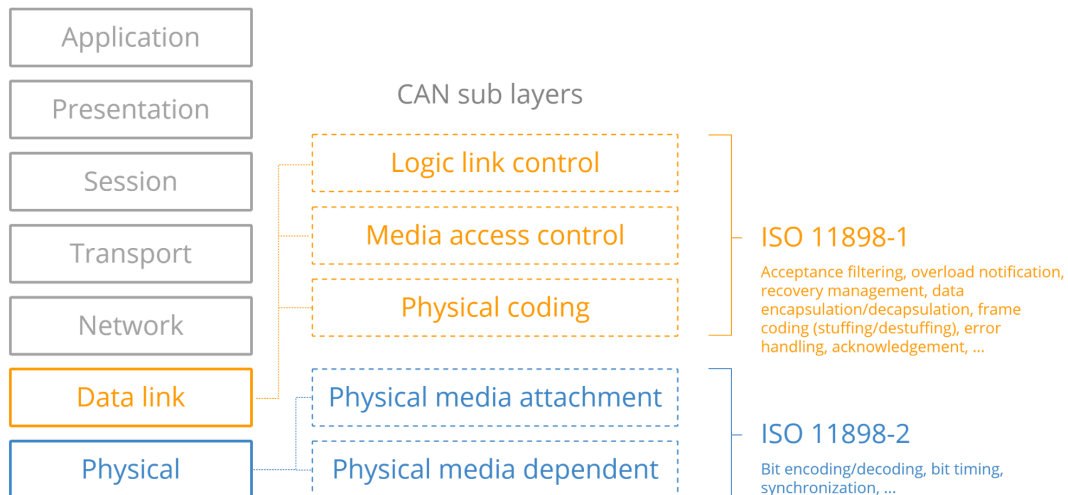 Application
Presentation
Session
Transport
Network
Data link
Physical
CAN sub layers
Logic link control
Media access control
Physical coding
Physical media attachment
Physical media dependent
ISO 11898-1
Acceptance filtering, overload notification,
recovery management, data
encapsulation/decapsulation, frame
coding (stuffing/destuffing), error
handling, acknowledgement, ...
ISO 11898-2
Bit encoding/decoding, bit timing,
synchronization, ...